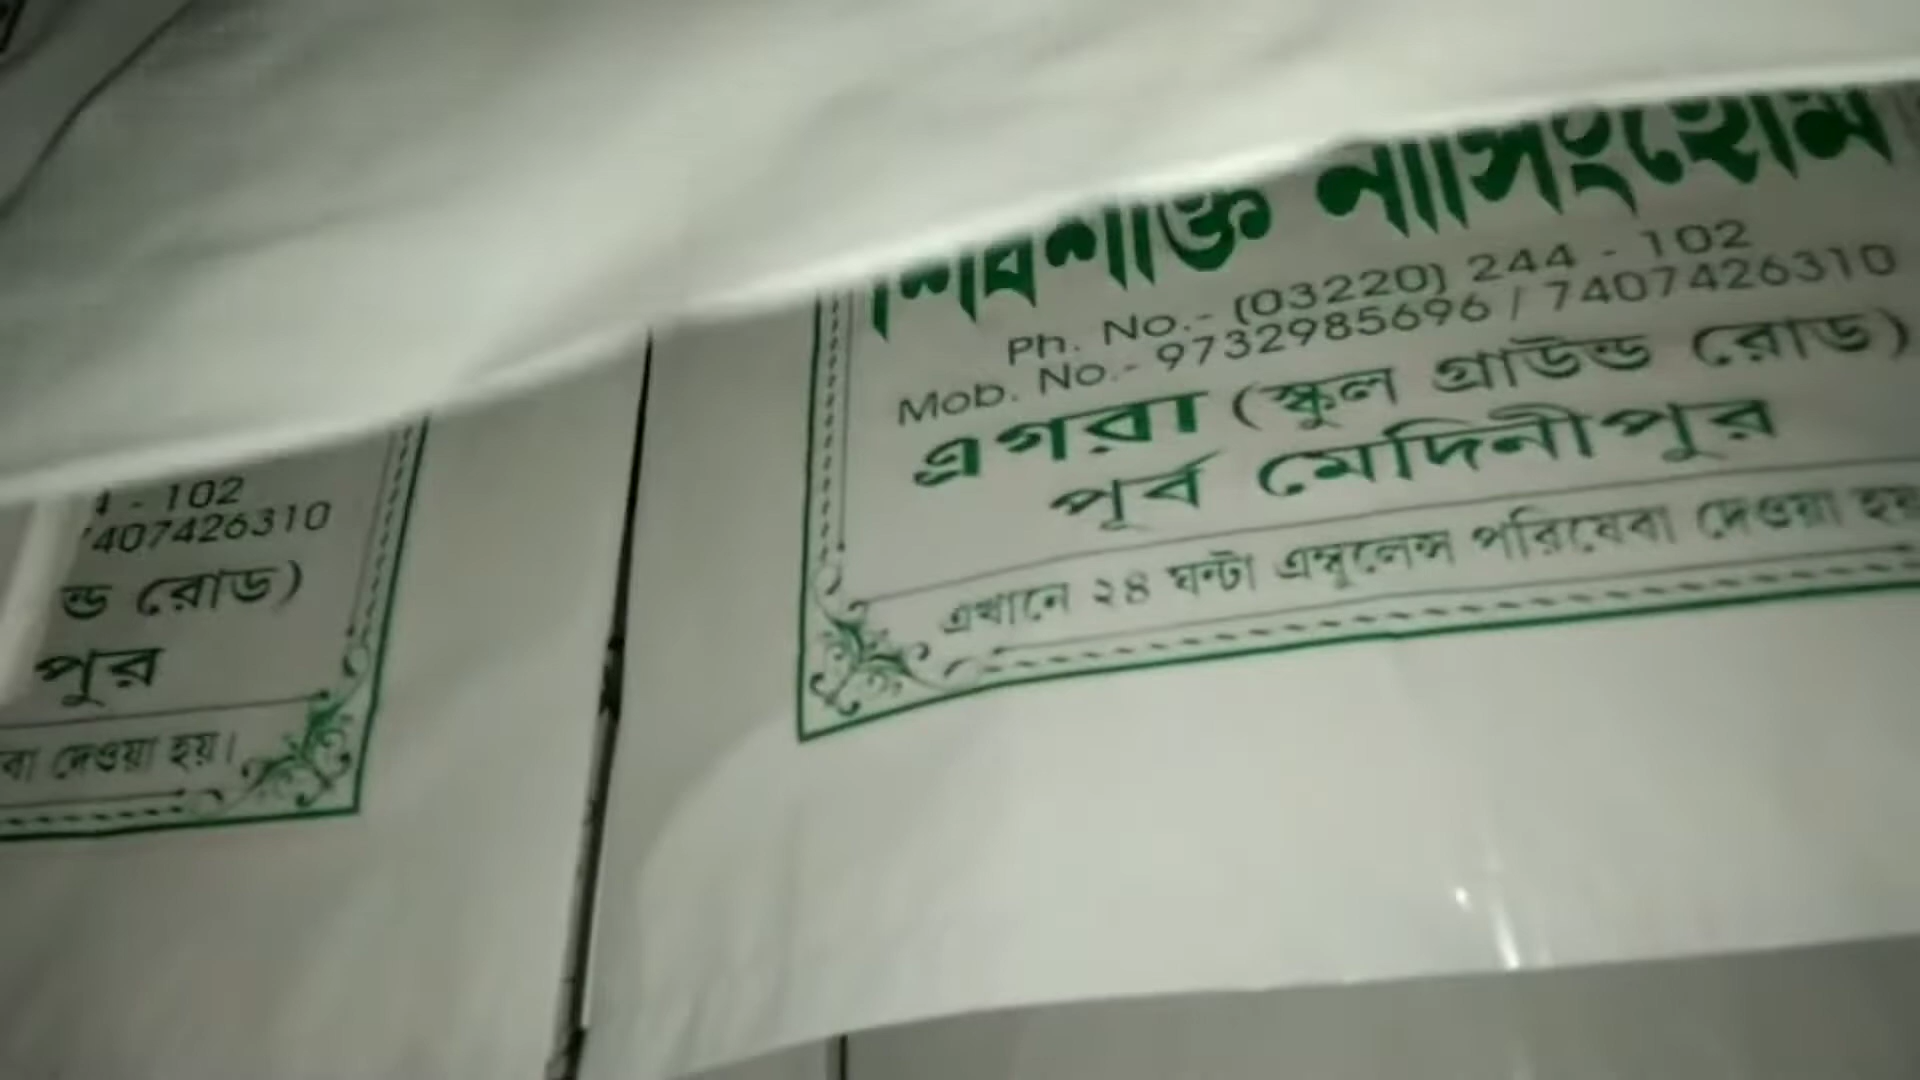 শিবশক্তি নার্সিংহোম
Ph. No.- (03220) 244 - 102
Mob. No.- 9732985696 / 7407426310
এগরা (স্কুল গ্রাউন্ড রোড)
পূর্ব মেদিনীপুর
এখানে ২৪ ঘন্টা এম্বুলেন্স পরিষেবা দেওয়া হয়
- 102
7407426310
ন্ড রোড)
পুর
বা দেওয়া হয়।